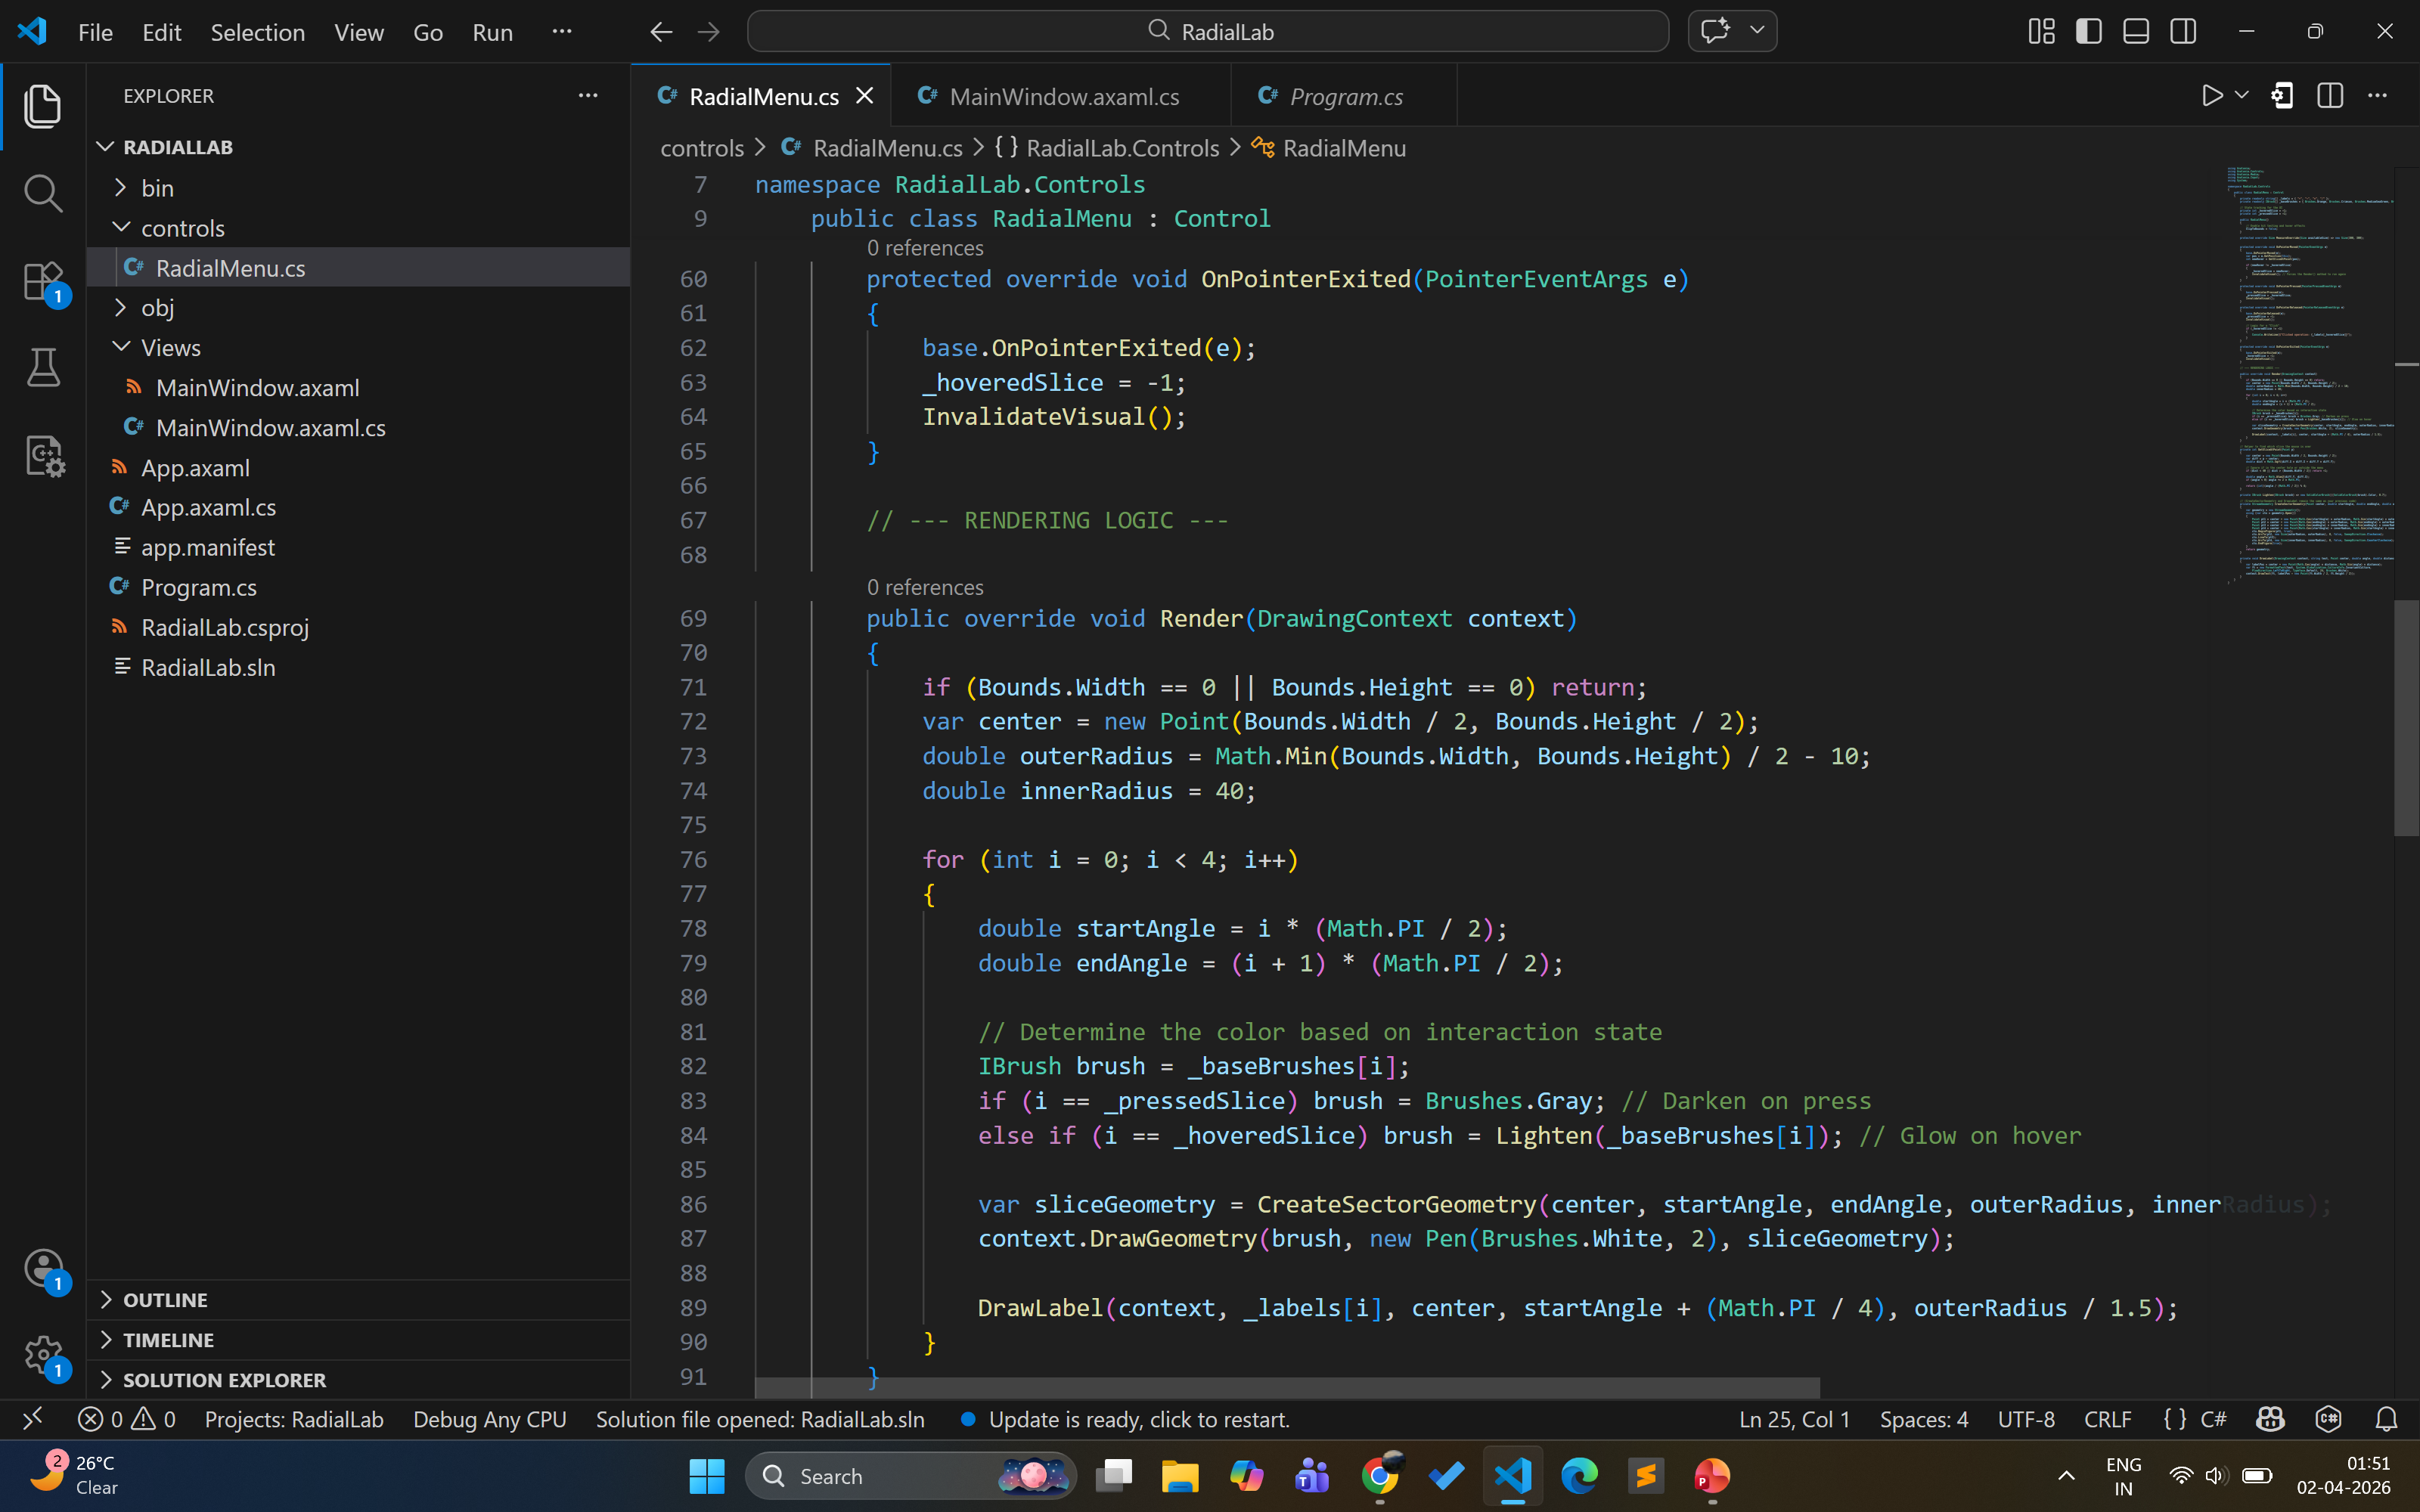 File Edit Selection View Go Run ···
RadialLab
EXPLORER
RADIALLAB
bin
controls
RadialMenu.cs
obj
Views
MainWindow.axaml
MainWindow.axaml.cs
App.axaml
App.axaml.cs
app.manifest
Program.cs
RadialLab.csproj
RadialLab.sln
OUTLINE
TIMELINE
SOLUTION EXPLORER
1
1
1
RadialMenu.cs MainWindow.axaml.cs Program.cs
controls > RadialMenu.cs > {} RadialLab.Controls > RadialMenu
7 namespace RadialLab.Controls
9 public class RadialMenu : Control
0 references
60 protected override void OnPointerExited(PointerEventArgs e)
61 {
62 base.OnPointerExited(e);
63 _hoveredSlice = -1;
64 InvalidateVisual();
65 }
66
67 // --- RENDERING LOGIC ---
68
0 references
69 public override void Render(DrawingContext context)
70 {
71 if (Bounds.Width == 0 || Bounds.Height == 0) return;
72 var center = new Point(Bounds.Width / 2, Bounds.Height / 2);
73 double outerRadius = Math.Min(Bounds.Width, Bounds.Height) / 2 - 10;
74 double innerRadius = 40;
75
76 for (int i = 0; i < 4; i++)
77 {
78 double startAngle = i * (Math.PI / 2);
79 double endAngle = (i + 1) * (Math.PI / 2);
80
81 // Determine the color based on interaction state
82 IBrush brush = _baseBrushes[i];
83 if (i == _pressedSlice) brush = Brushes.Gray; // Darken on press
84 else if (i == _hoveredSlice) brush = Lighten(_baseBrushes[i]); // Glow on hover
85
86 var sliceGeometry = CreateSectorGeometry(center, startAngle, endAngle, outerRadius, innerRadius);
87 context.DrawGeometry(brush, new Pen(Brushes.White, 2), sliceGeometry);
88
89 DrawLabel(context, _labels[i], center, startAngle + (Math.PI / 4), outerRadius / 1.5);
90 }
91 }
0 0 Projects: RadialLab Debug Any CPU Solution file opened: RadialLab.sln Update is ready, click to restart. Ln 25, Col 1 Spaces: 4 UTF-8 CRLF {} C#
2
26°C
Clear
Search
ENG
IN
01:51
02-04-2026